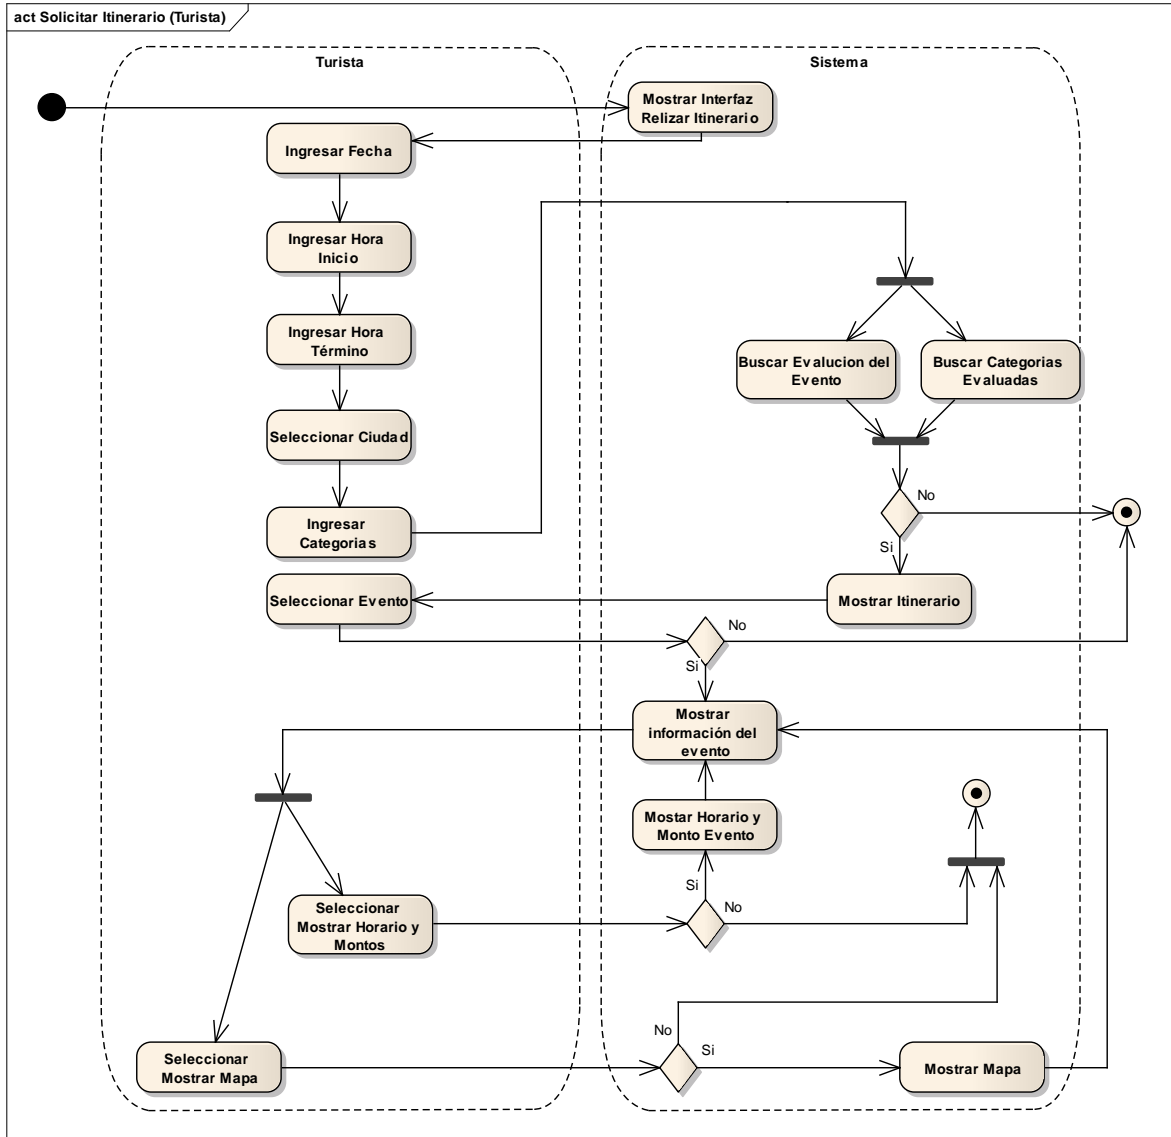 act Solicitar Itinerario (Turista)
Turista
Sistema
Mostrar Interfaz
Relizar Itinerario
Ingresar Fecha
Ingresar Hora
Inicio
Ingresar Hora
Término
Buscar Evalucion del
Evento
Buscar Categorias
Evaluadas
Seleccionar Ciudad
No
Ingresar
Categorias
Si
Seleccionar Evento
Mostrar Itinerario
No
Si
Mostrar
información del
evento
Mostar Horario y
Monto Evento
Si
No
Seleccionar
Mostrar Horario y
Montos
No
Si
Seleccionar
Mostrar Mapa
Mostrar Mapa